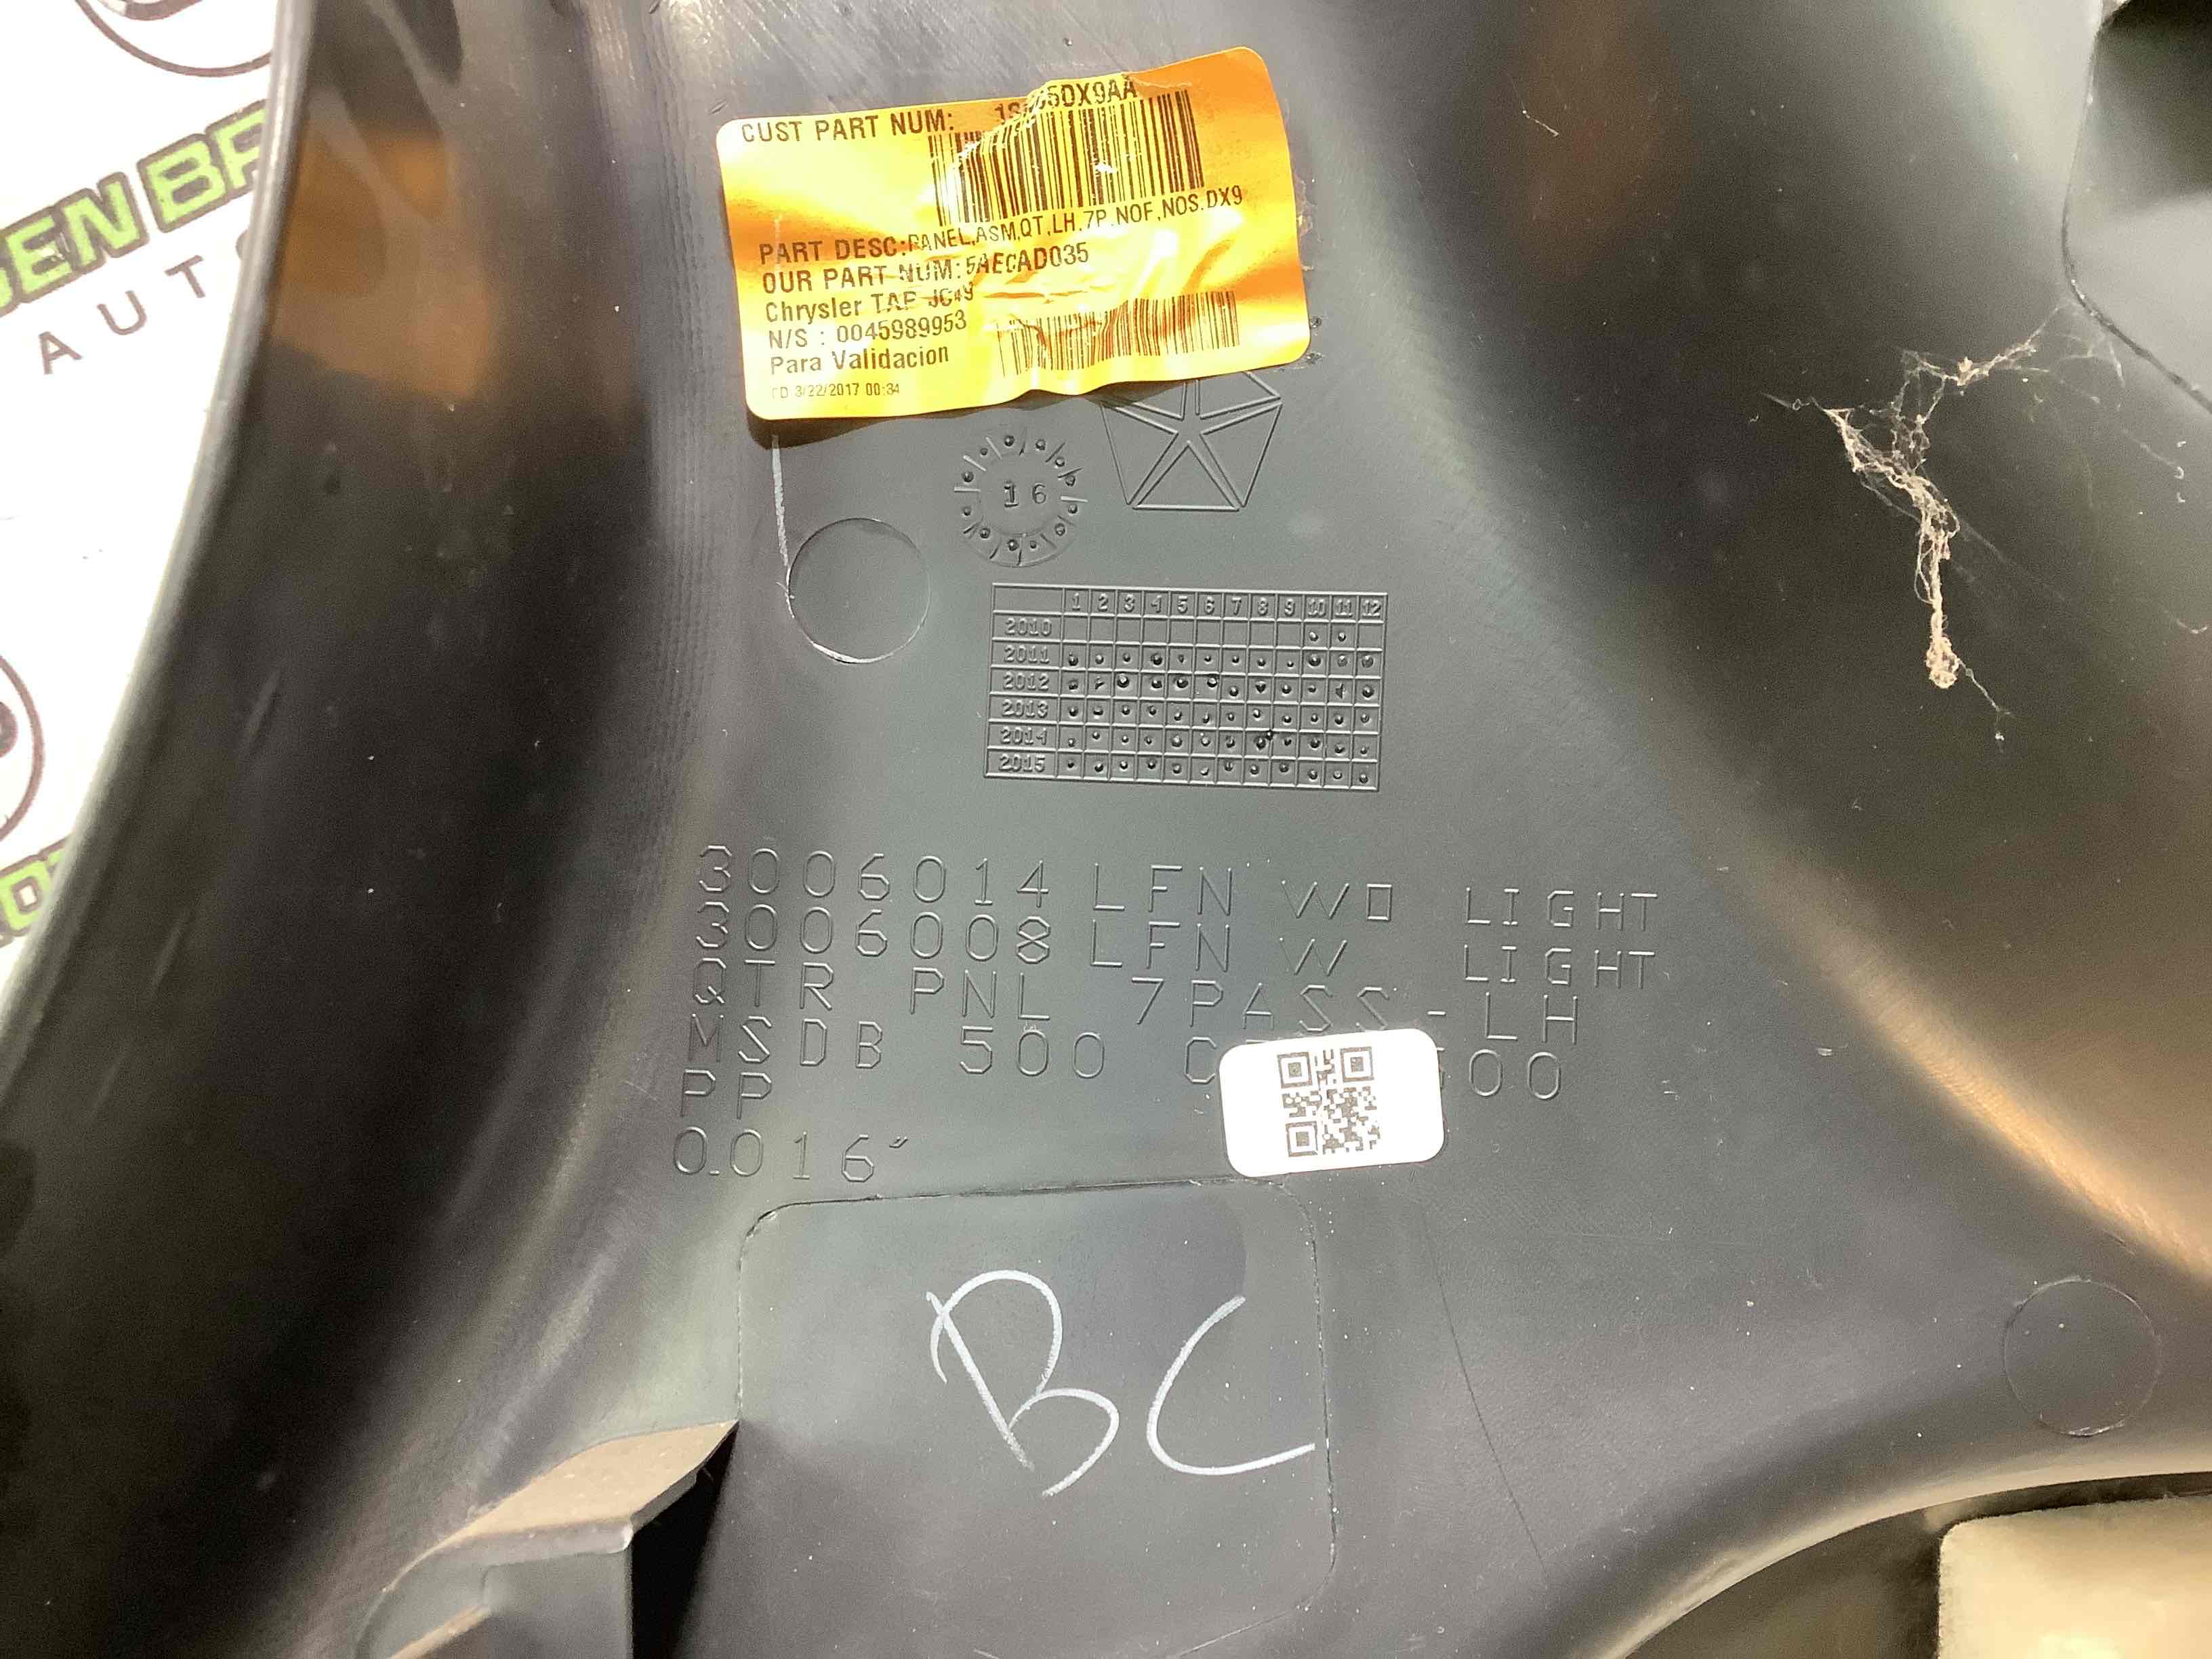 CUST PART NUM:
PART DESC:PANEL,ASM,QT,LH,7P,NOF,NOS,DX9
OUR PART NUM:
Chrysler
N/S : 0045989953
Para Validacion
3/22/2017 00:34
16
1 2 3 4 5 6 7 8 9 10 11 12
2010
2011
2012
2013
2014
2015
3006014 LFN WO LIGHT
3006008 LFN W LIGHT
QTR PNL 7PASS-LH
MSDB 500
PP
0.016"
BC
AUTO